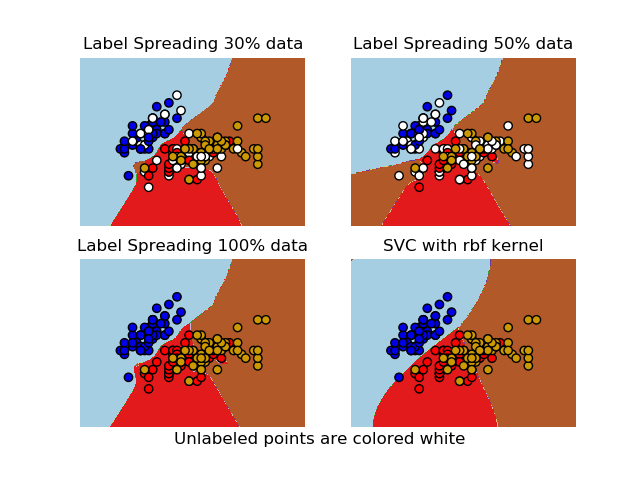 Label Spreading 30% data
Label Spreading 50% data
Label Spreading 100% data
SVC with rbf kernel
Unlabeled points are colored white